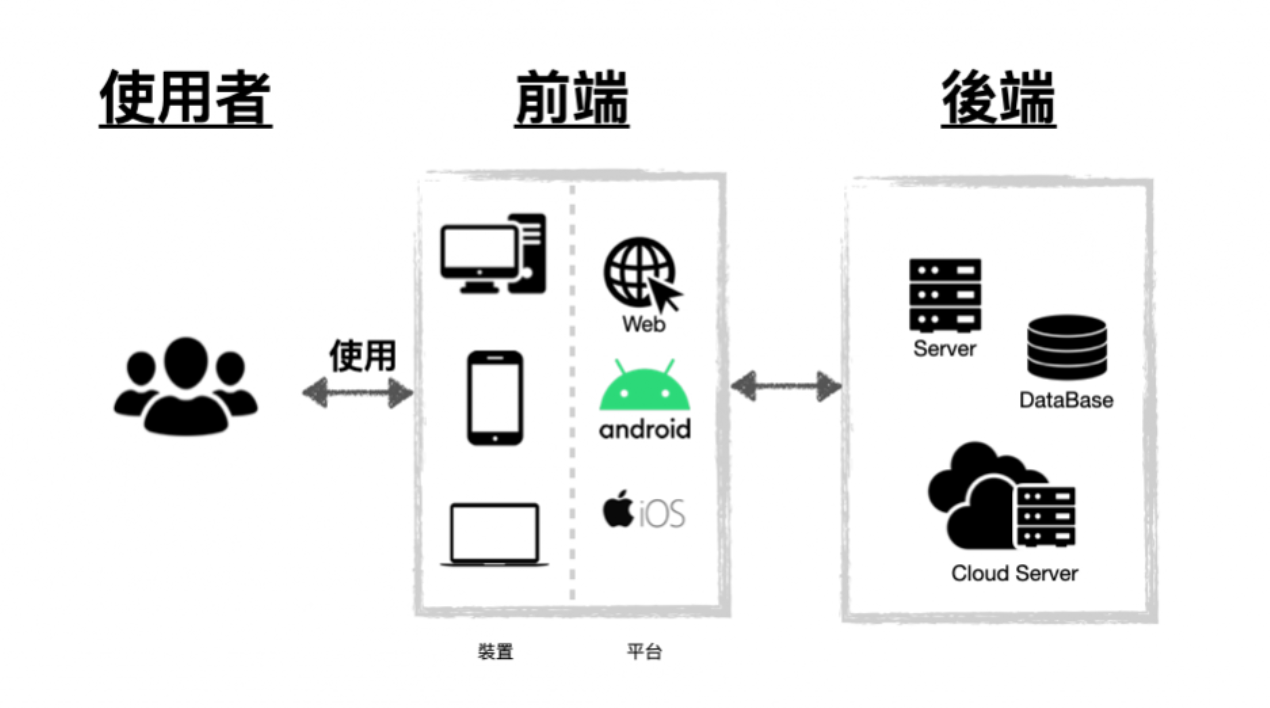 使用者
前端
後端
使用
Web
android
iOS
裝置
平台
Server
DataBase
Cloud Server